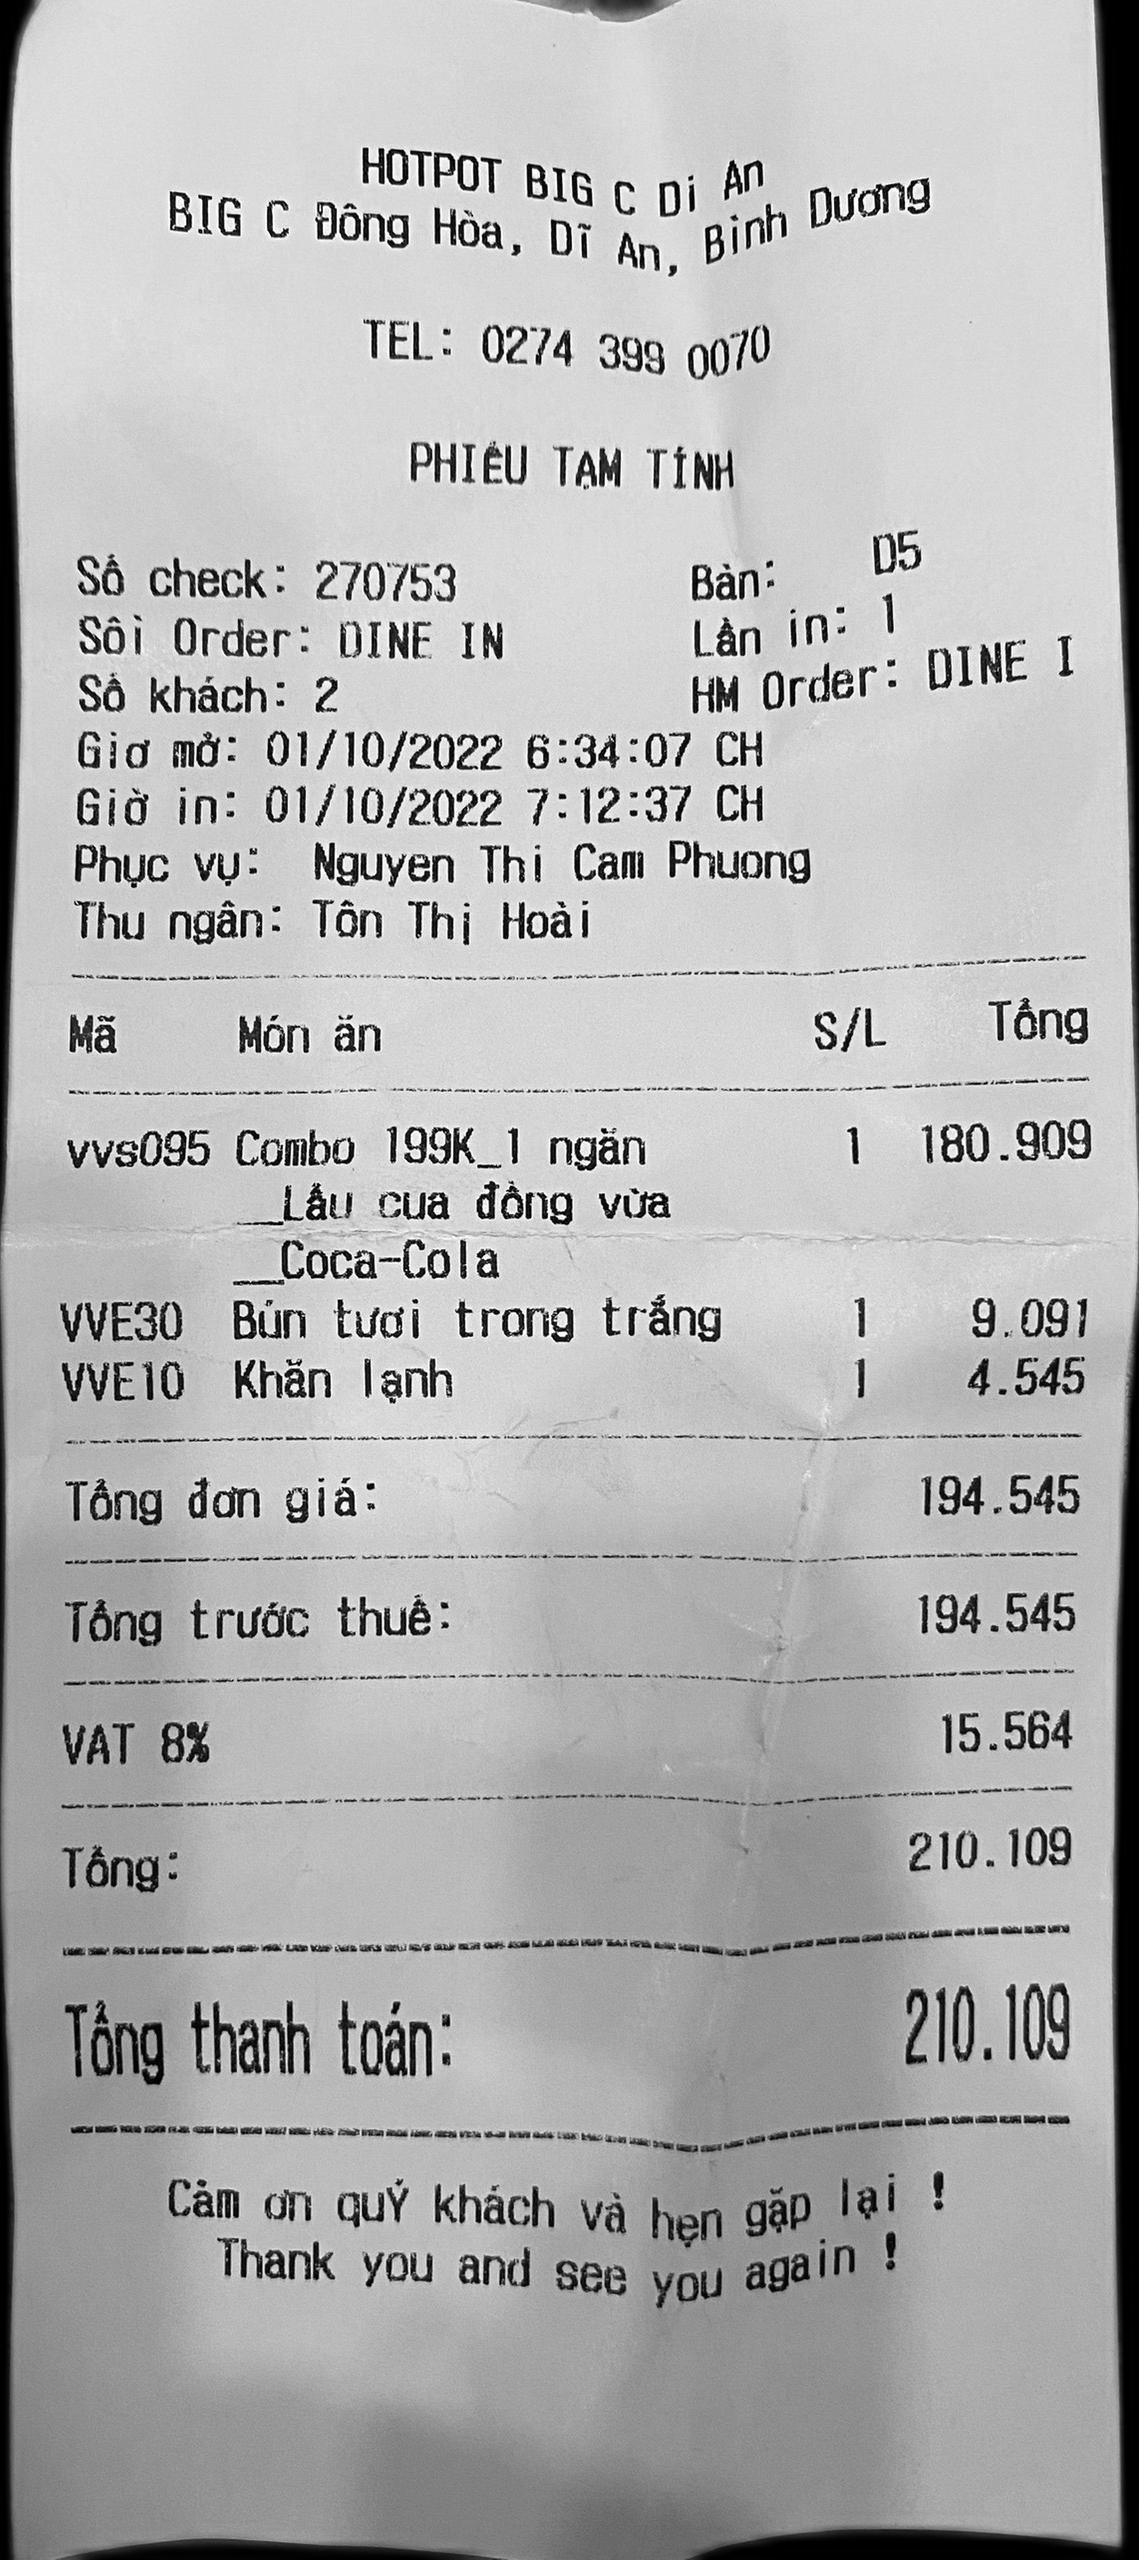 HOTPOT BIG C Dĩ An
BIG C Đông Hòa, Dĩ An, Bình Dương
TEL: 0274 399 0070
PHIẾU TẠM TÍNH
Số check: 270753 Bàn: D5
Sôi Order: DINE IN Lần in: 1
Số khách: 2 HM Order: DINE I
Giơ mở: 01/10/2022 6:34:07 CH
Giờ in: 01/10/2022 7:12:37 CH
Phục vụ: Nguyen Thi Cam Phuong
Thu ngân: Tôn Thị Hoài
Mã Món ăn S/L Tổng
vvs095 Combo 199K_1 ngăn 1 180.909
__Lẩu cua đồng vừa
__Coca-Cola
VVE30 Bún tươi trong trắng 1 9.091
VVE10 Khăn lạnh 1 4.545
Tổng đơn giá: 194.545
Tổng trước thuế: 194.545
VAT 8% 15.564
Tổng: 210.109
Tổng thanh toán: 210.109
Cảm ơn quÝ khách và hẹn gặp lại !
Thank you and see you again !